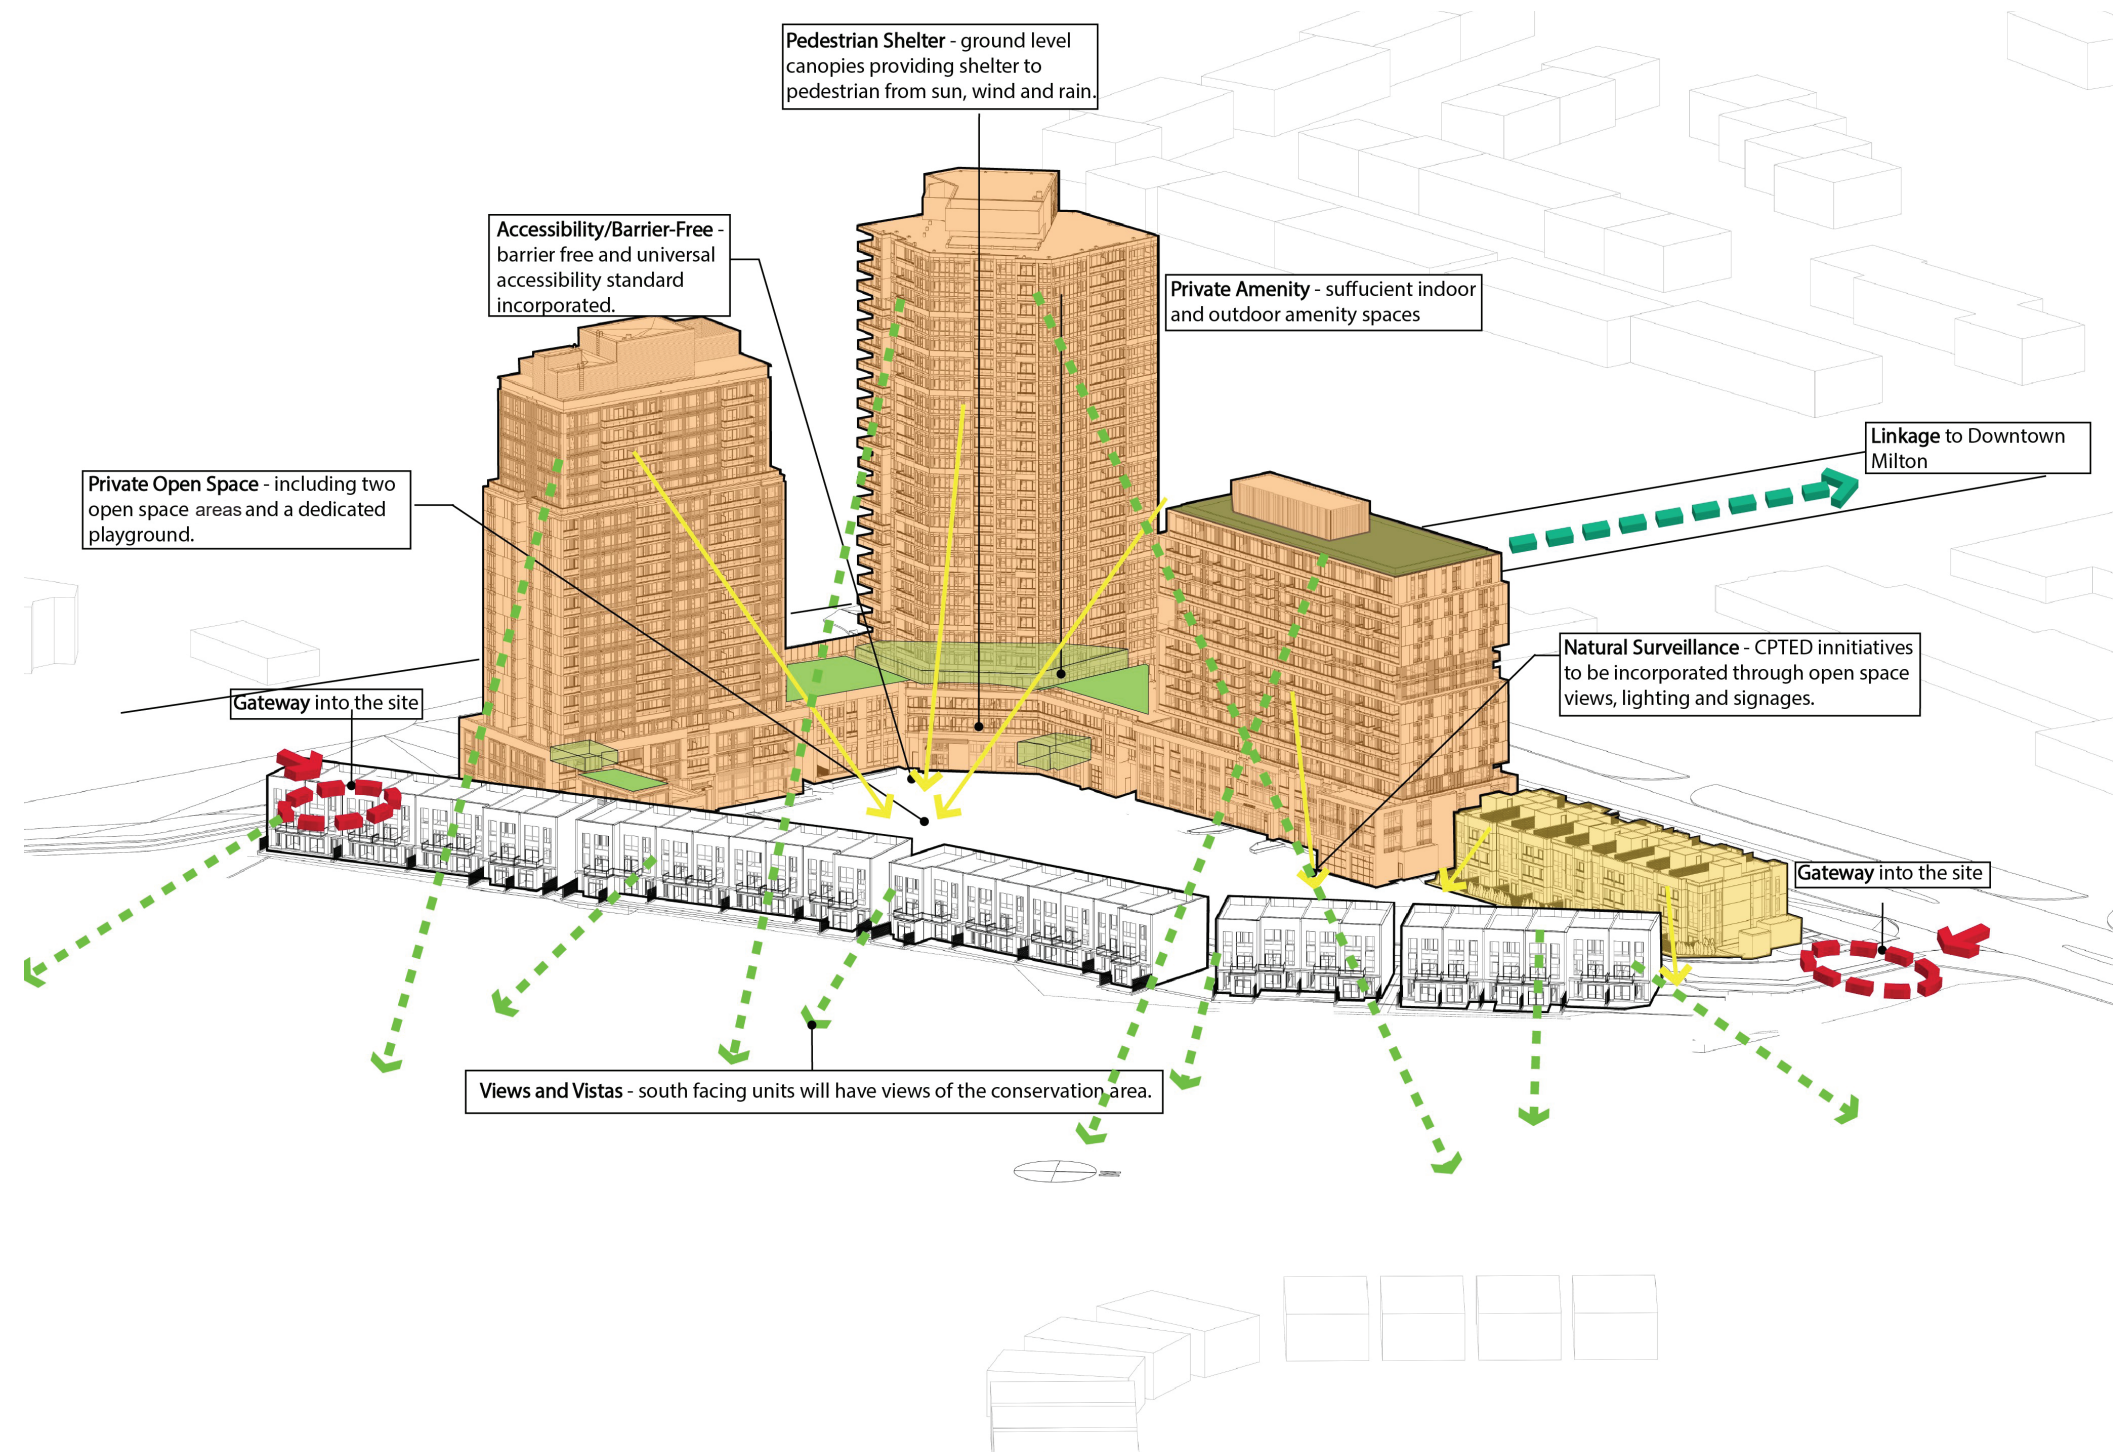 Pedestrian Shelter - ground level
canopies providing shelter to
pedestrian from sun, wind and rain.
Accessibility/Barrier-Free -
barrier free and universal
accessibility standard
incorporated.
Private Amenity - suffucient indoor
and outdoor amenity spaces
Linkage to Downtown
Milton
Private Open Space - including two
open space areas and a dedicated
playground.
Natural Surveillance - CPTED innitiatives
to be incorporated through open space
views, lighting and signages.
Gateway into the site
Gateway into the site
Views and Vistas - south facing units will have views of the conservation area.